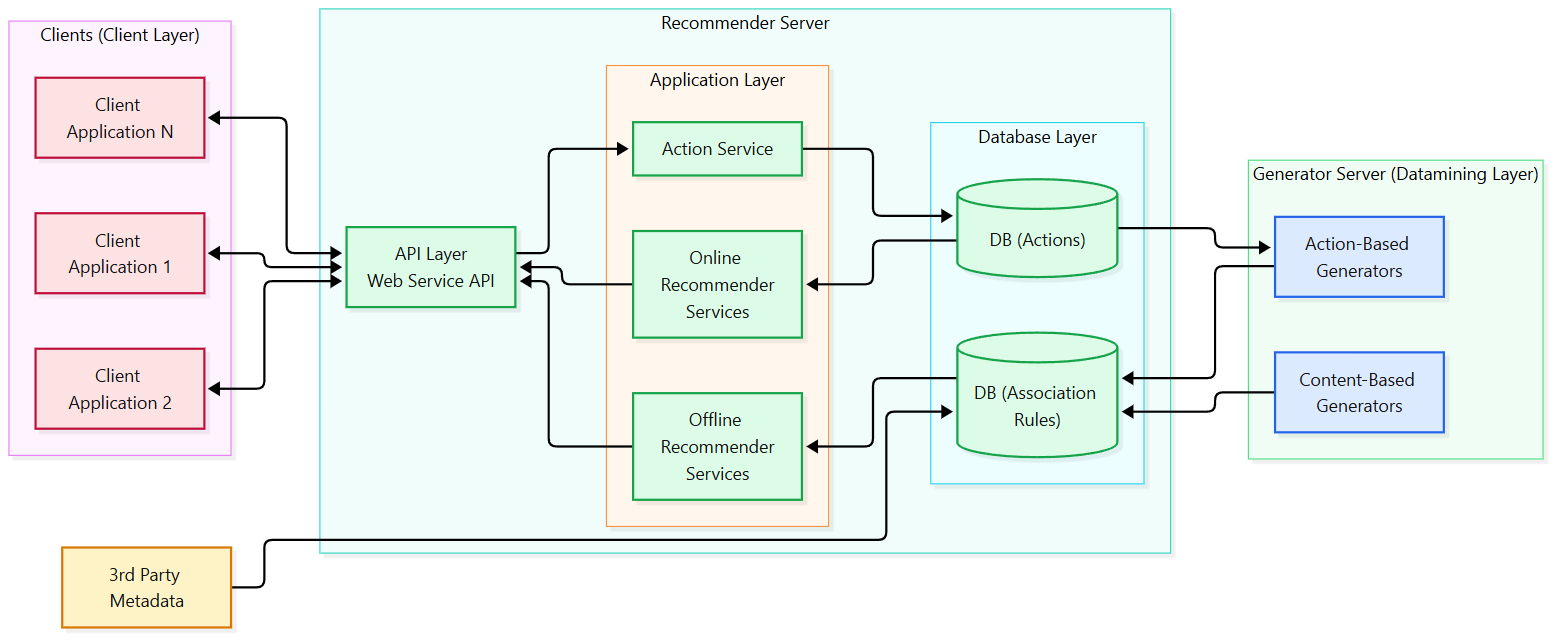 Recommender Server
Clients (Client Layer)
Client
Application N
Client
Application 1
Client
Application 2
3rd Party
Metadata
API Layer
Web Service API
Application Layer
Action Service
Online
Recommender
Services
Offline
Recommender
Services
Database Layer
DB (Actions)
DB (Association
Rules)
Generator Server (Datamining Layer)
Action-Based
Generators
Content-Based
Generators